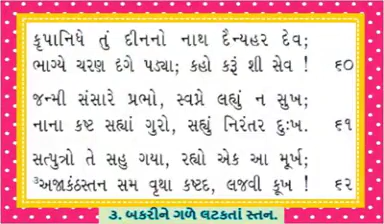 કૃપાનિધે તું દીનનો નાથ દૈન્યહર દેવ;
ભાગ્યે ચરણ દગે પડ્યા; કહો કરૂં શી સેવ ! ૬૦
જન્મી સંસારે પ્રભો, સ્વપ્ને લહ્યું ન સુખ;
નાના કષ્ટ સહ્યાં ગુરો, સહ્યું નિરંતર દુઃખ. ૬૧
સત્પુત્રો તે સહુ ગયા, રહ્યો એક આ મૂર્ખ;
³અજાકંઠસ્તન સમ વૃથા કષ્ટદ, લજવી કૂખ ! ૬૨
૩. બકરીને ગળે લટકતાં સ્તન.